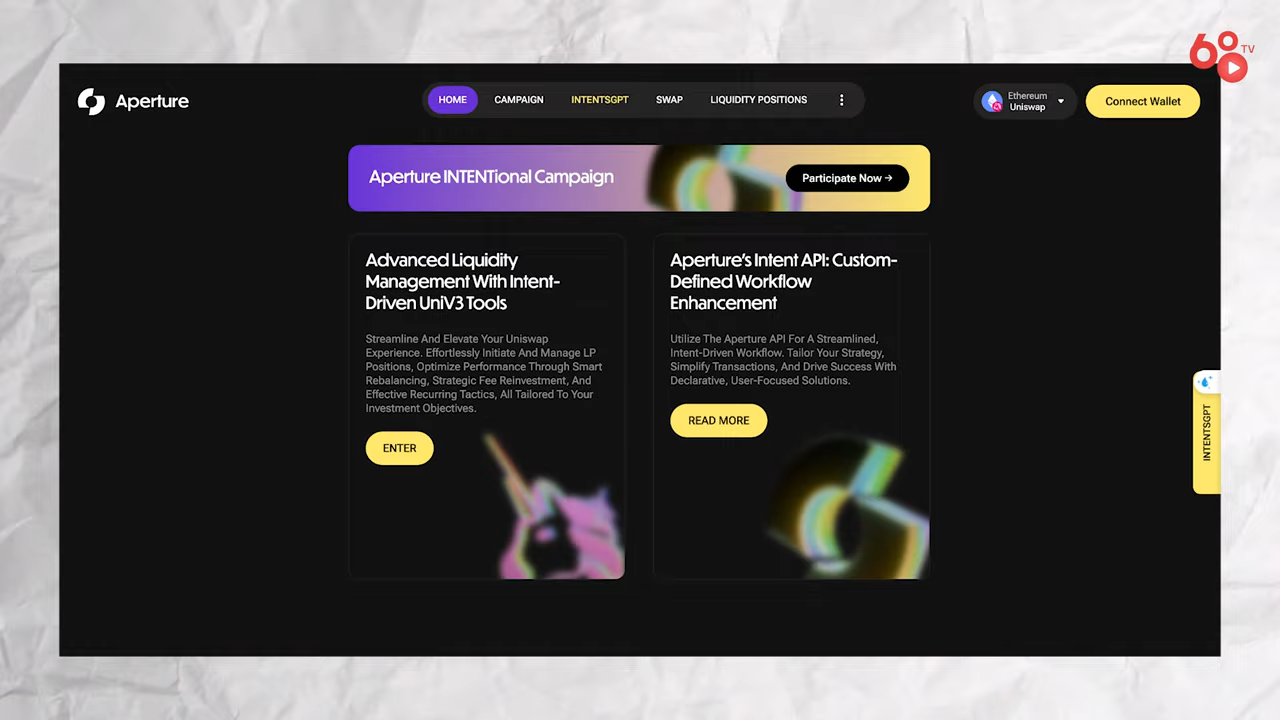 60 TV
Aperture
HOME
CAMPAIGN
INTENTSGPT
SWAP
LIQUIDITY POSITIONS
Ethereum
Uniswap
Connect Wallet
Aperture INTENTional Campaign
Participate Now →
Advanced Liquidity
Management With Intent-
Driven UniV3 Tools
Streamline And Elevate Your Uniswap
Experience. Effortlessly Initiate And Manage LP
Positions, Optimize Performance Through Smart
Rebalancing, Strategic Fee Reinvestment, And
Effective Recurring Tactics, All Tailored To Your
Investment Objectives.
ENTER
Aperture's Intent API: Custom-
Defined Workflow
Enhancement
Utilize The Aperture API For A Streamlined,
Intent-Driven Workflow. Tailor Your Strategy,
Simplify Transactions, And Drive Success With
Declarative, User-Focused Solutions.
READ MORE
INTENTSGPT